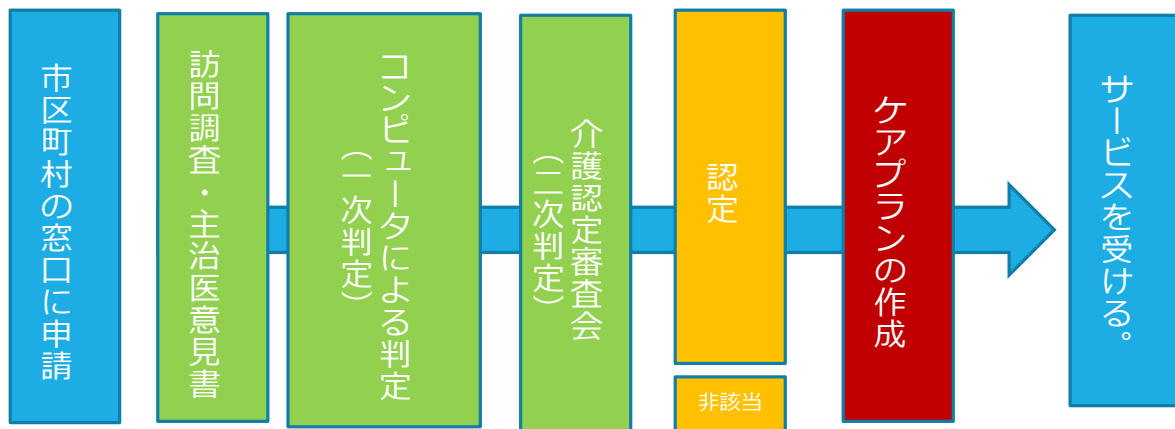 市区町村の窓口に申請
訪問調査・主治医意見書
コンピュータによる判定
（一次判定）
介護認定審査会
（二次判定）
認定
非該当
ケアプランの作成
サービスを受ける。